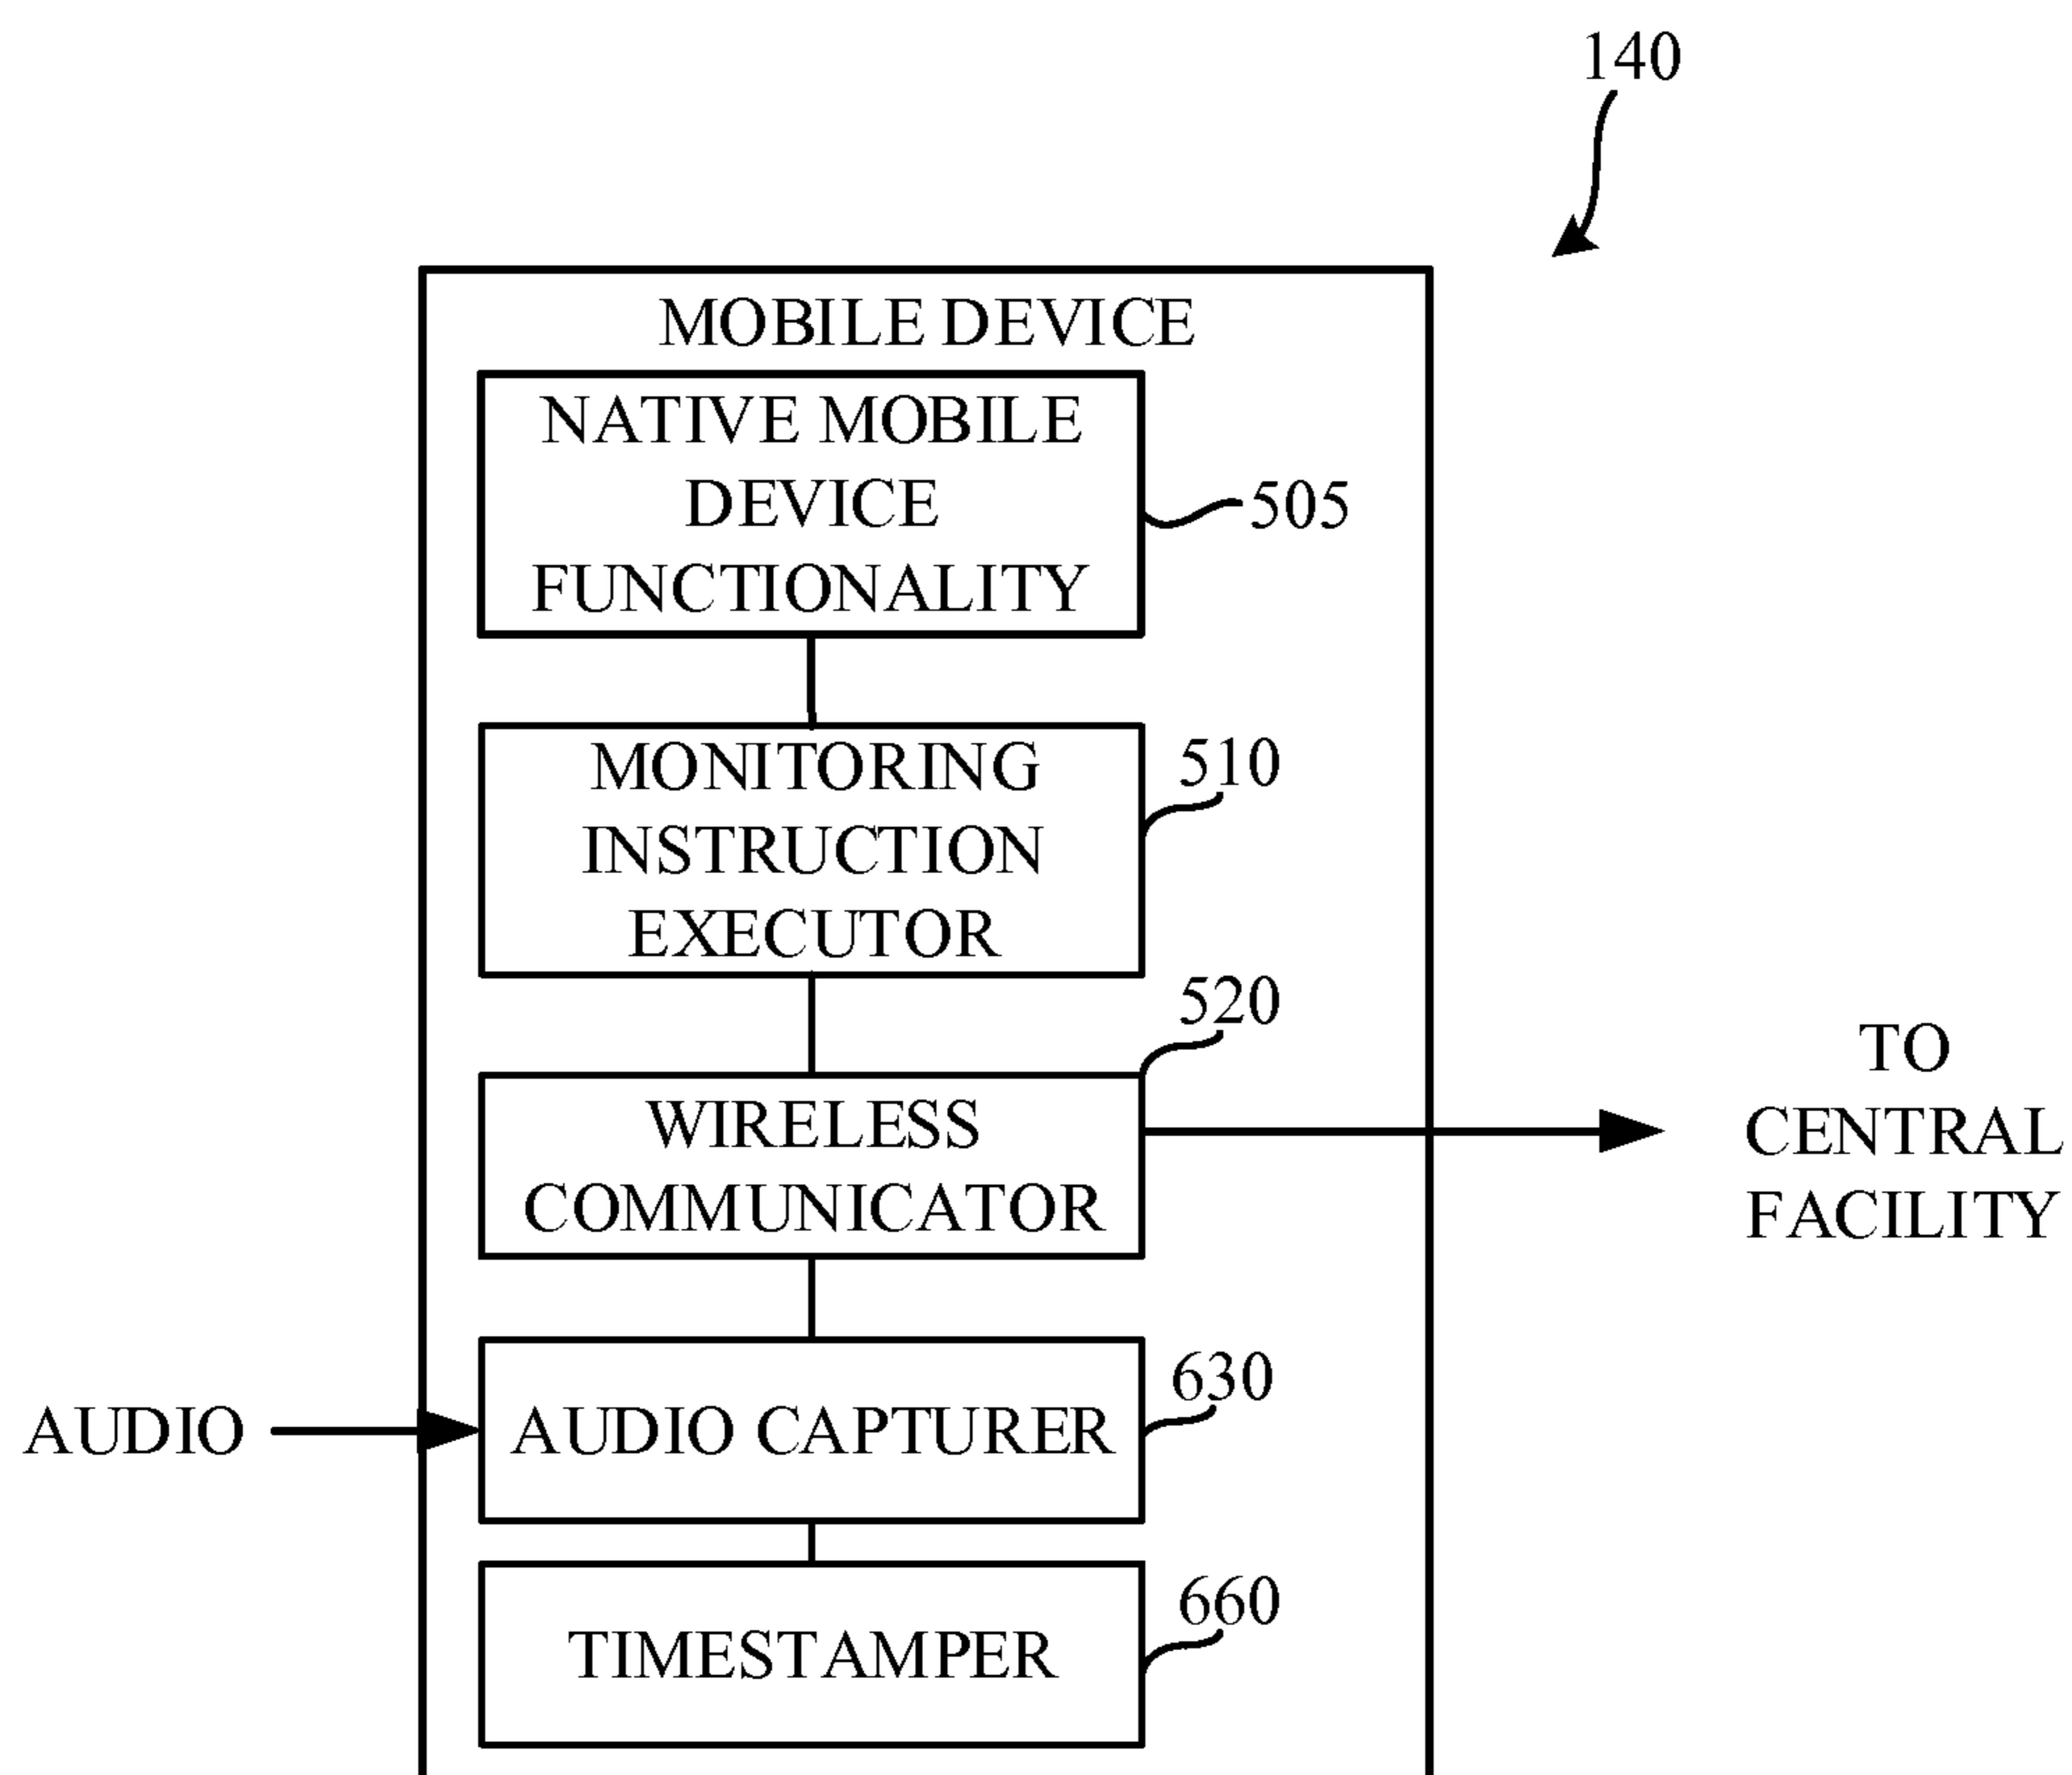 140
MOBILE DEVICE
NATIVE MOBILE
DEVICE
FUNCTIONALITY
505
MONITORING
INSTRUCTION
EXECUTOR
510
520
WIRELESS
COMMUNICATOR
TO
CENTRAL
FACILITY
630
AUDIO
AUDIO CAPTURER
660
TIMESTAMPER